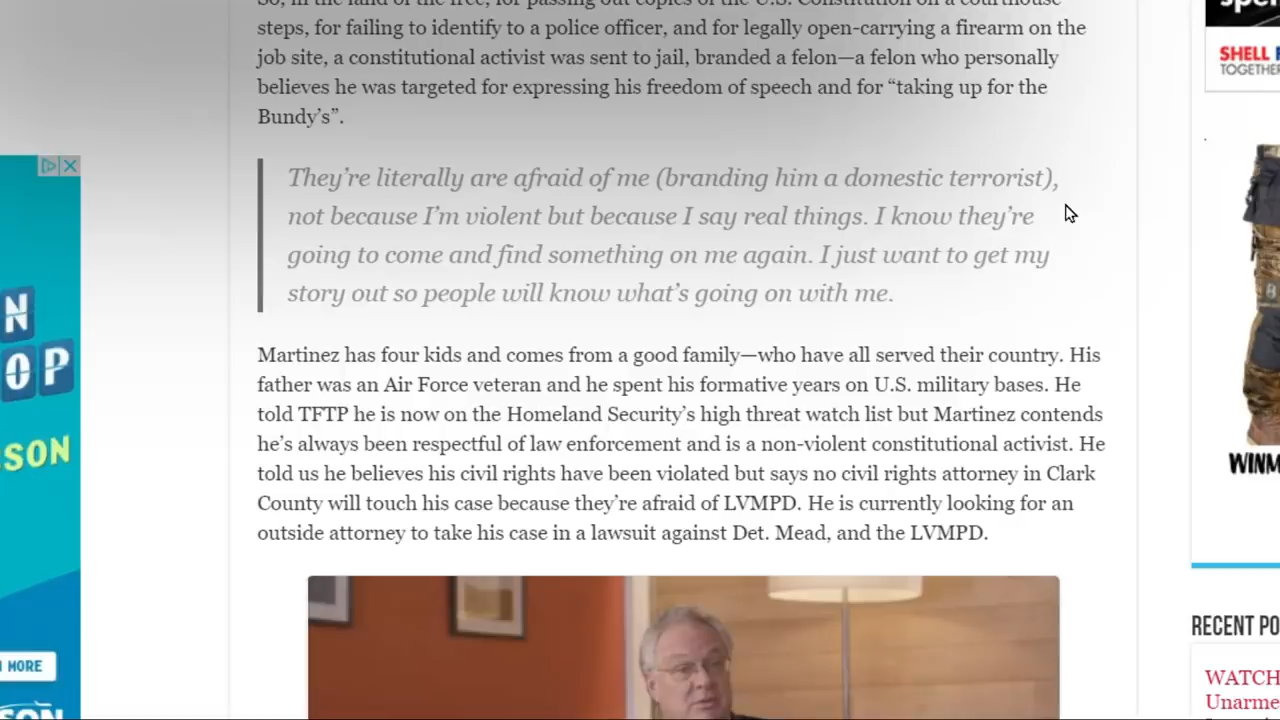 So, in the land of the free, for passing out copies of the U.S. Constitution on a courthouse
steps, for failing to identify to a police officer, and for legally open-carrying a firearm on the
job site, a constitutional activist was sent to jail, branded a felon—a felon who personally
believes he was targeted for expressing his freedom of speech and for “taking up for the
Bundy’s”.
They’re literally are afraid of me (branding him a domestic terrorist),
not because I’m violent but because I say real things. I know they’re
going to come and find something on me again. I just want to get my
story out so people will know what’s going on with me.
Martinez has four kids and comes from a good family—who have all served their country. His
father was an Air Force veteran and he spent his formative years on U.S. military bases. He
told TFTP he is now on the Homeland Security’s high threat watch list but Martinez contends
he’s always been respectful of law enforcement and is a non-violent constitutional activist. He
told us he believes his civil rights have been violated but says no civil rights attorney in Clark
County will touch his case because they’re afraid of LVMPD. He is currently looking for an
outside attorney to take his case in a lawsuit against Det. Mead, and the LVMPD.
N
OP
SON
MORE
SON
SHELL
TOGETHER
WINM
RECENT PO
WATCH
Unarme